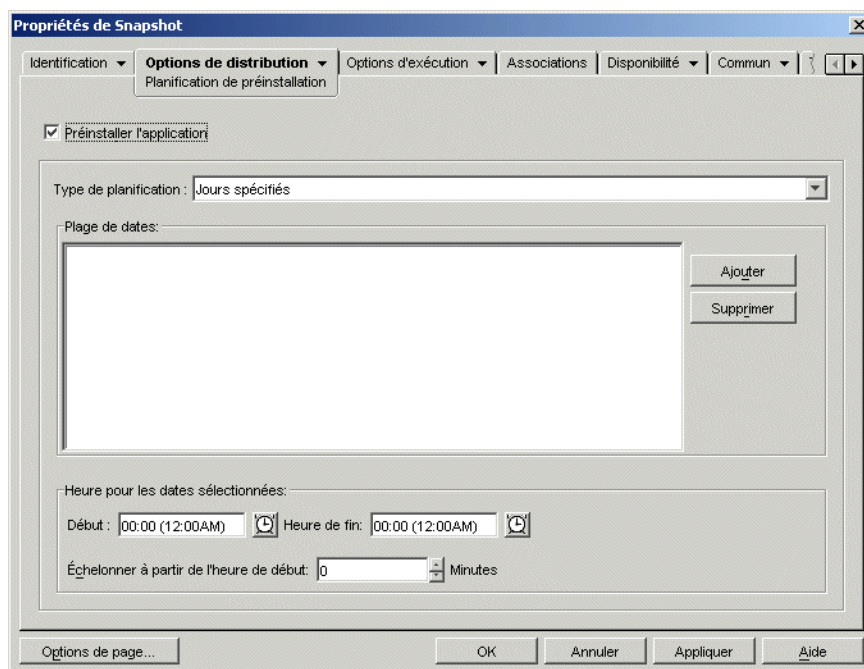 Propriétés de Snapshot
Identification Options de distribution Options d'exécution Associations Disponibilité Commun
Planification de préinstallation
Préinstaller l'application
Type de planification : Jours spécifiés
Plage de dates:
Ajouter
Supprimer
Heure pour les dates sélectionnées:
Début : 00:00 (12:00AM) Heure de fin: 00:00 (12:00AM)
Échelonner à partir de l'heure de début: 0 Minutes
Options de page... OK Annuler Appliquer Aide